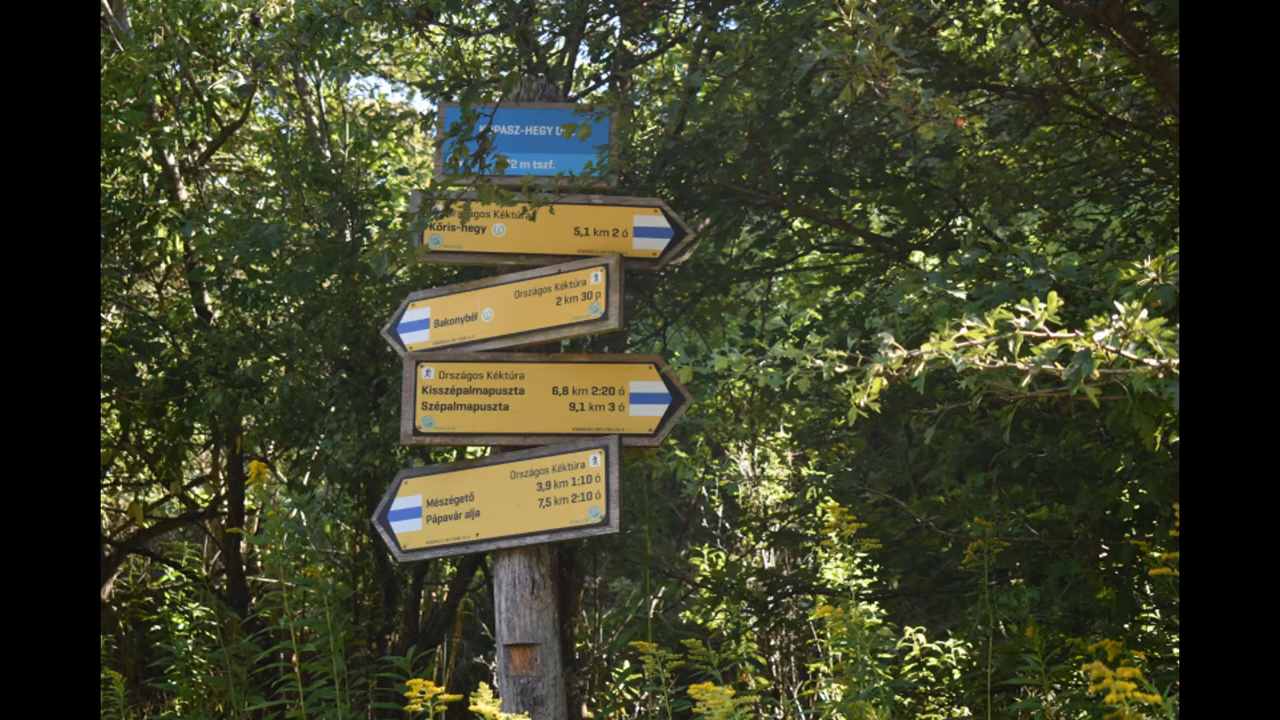 KOPASZ-HEGY
2 m tszf.
Országos Kéktúra
Kőris-hegy
5,1 km 2 ó
Országos Kéktúra
2 km 30 p
Bakonybél
Országos Kéktúra
Kisszépalmapuszta 6,8 km 2:20 ó
Szépalmapuszta 9,1 km 3 ó
Országos Kéktúra
Mészégető 3,9 km 1:10 ó
Pápavár alja 7,5 km 2:10 ó